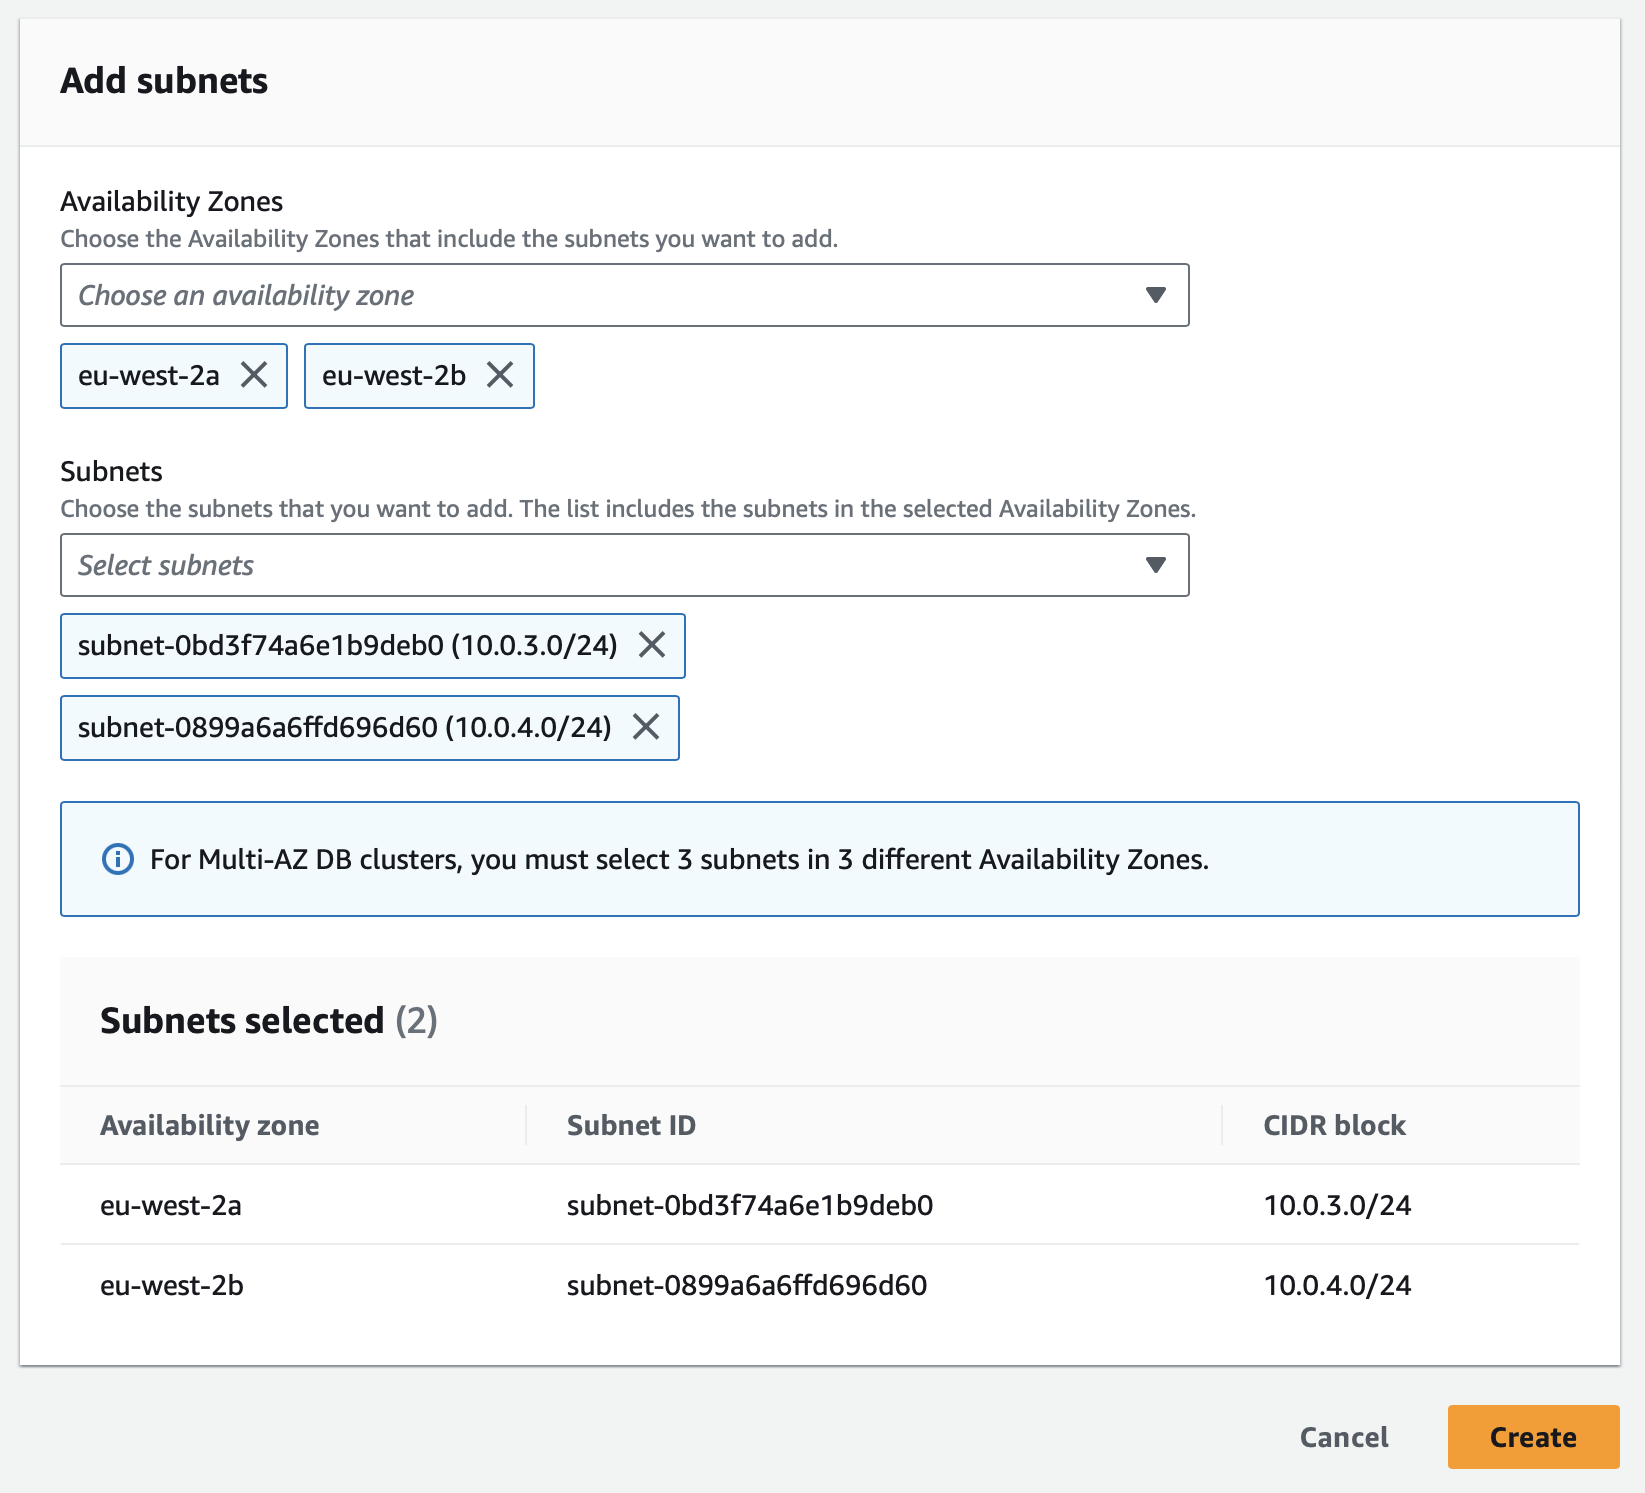 Add subnets
Availability Zones
Choose the Availability Zones that include the subnets you want to add.
Choose an availability zone
eu-west-2a eu-west-2b
Subnets
Choose the subnets that you want to add. The list includes the subnets in the selected Availability Zones.
Select subnets
subnet-0bd3f74a6e1b9deb0 (10.0.3.0/24)
subnet-0899a6a6ffd696d60 (10.0.4.0/24)
For Multi-AZ DB clusters, you must select 3 subnets in 3 different Availability Zones.
Subnets selected (2)
Availability zone Subnet ID CIDR block
eu-west-2a subnet-0bd3f74a6e1b9deb0 10.0.3.0/24
eu-west-2b subnet-0899a6a6ffd696d60 10.0.4.0/24
Cancel Create